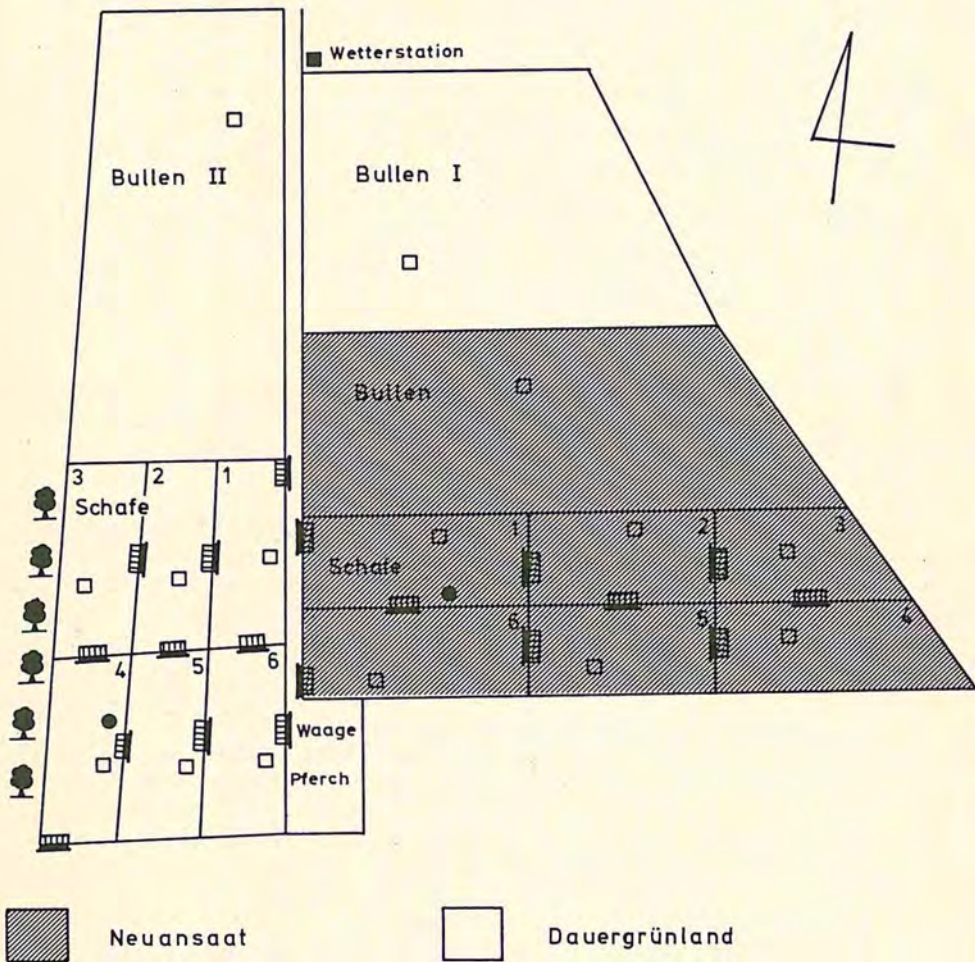 Wetterstation
Bullen II
Bullen I
Bullen
3 2 1
Schafe
1 2 3
Schafe
6 5 4
4 5 6
Waage
Pferch
Neuansaat
Dauergrünland